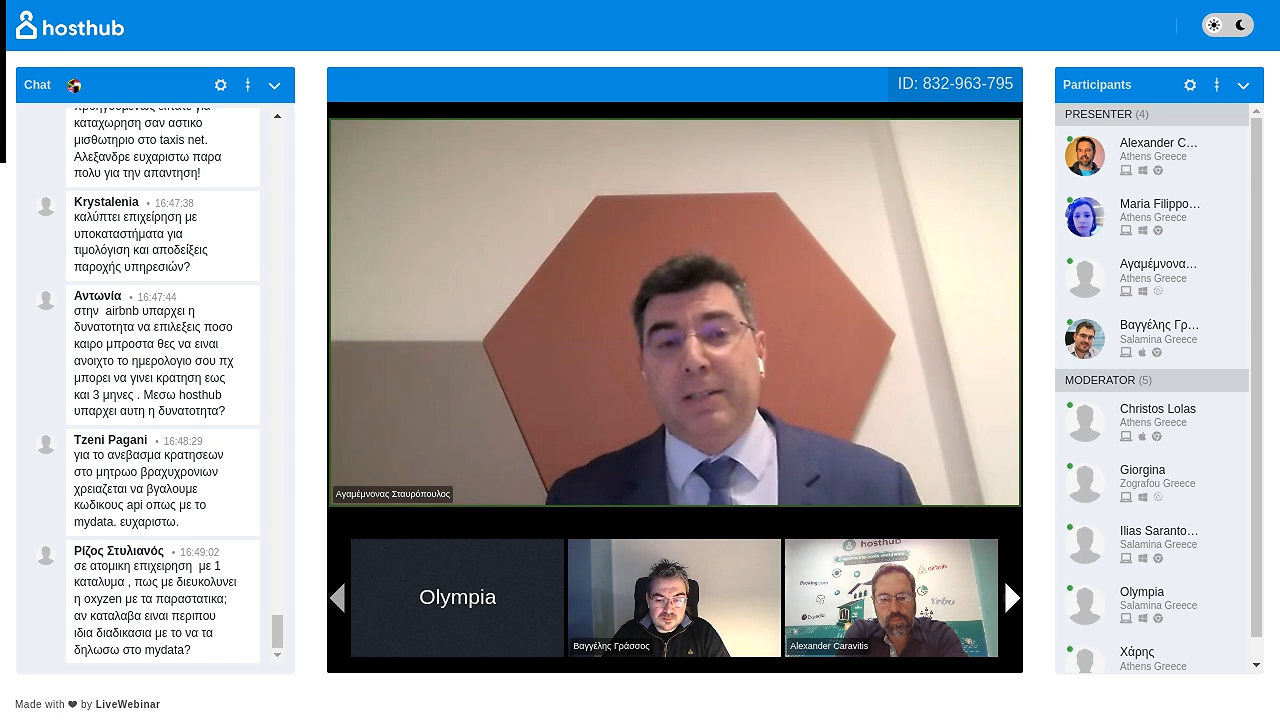 hosthub
Chat
ID: 832-963-795
Participants
καταχωρηση σαν αστικο
μισθωτηριο στο taxis net.
Αλεξανδρε ευχαριστω παρα
πολυ για την απαντηση!
Krystalenia • 16:47:38
καλύπτει επιχείρηση με
υποκαταστήματα για
τιμολόγιση και αποδείξεις
παροχής υπηρεσιών?
Αντωνία • 16:47:44
στην airbnb υπαρχει η
δυνατοτητα να επιλεξεις ποσο
καιρο μπροστα θες να ειναι
ανοιχτο το ημερολογιο σου πχ
μπορει να γινει κρατηση εως
και 3 μηνες . Μεσω hosthub
υπαρχει αυτη η δυνατοτητα?
Tzeni Pagani • 16:48:29
για το ανεβασμα κρατησεων
στο μητρωο βραχυχρονιων
χρειαζεται να βγαλουμε
κωδικους api οπως με το
mydata. ευχαριστω.
Ρίζος Στυλιανός • 16:49:02
σε ατομικη επιχειρηση με 1
καταλυμα , πως με διευκολυνει
η oxyzen με τα παραστατικα;
αν καταλαβα ειναι περιπου
ιδια διαδικασια με το να τα
δηλωσω στο mydata?
Αγαμέμνονας Σταυρόπουλος
Olympia
Βαγγέλης Γράσσος
hosthub
Booking.com
airbnb
Expedia
Vrbo
Alexander Caravitis
PRESENTER (4)
Alexander C...
Athens Greece
Maria Filippo...
Athens Greece
Αγαμέμνονα...
Athens Greece
Βαγγέλης Γρ...
Salamina Greece
MODERATOR (5)
Christos Lolas
Athens Greece
Giorgina
Zografou Greece
Ilias Saranto...
Salamina Greece
Olympia
Salamina Greece
Χάρης
Athens Greece
Made with ❤ by LiveWebinar